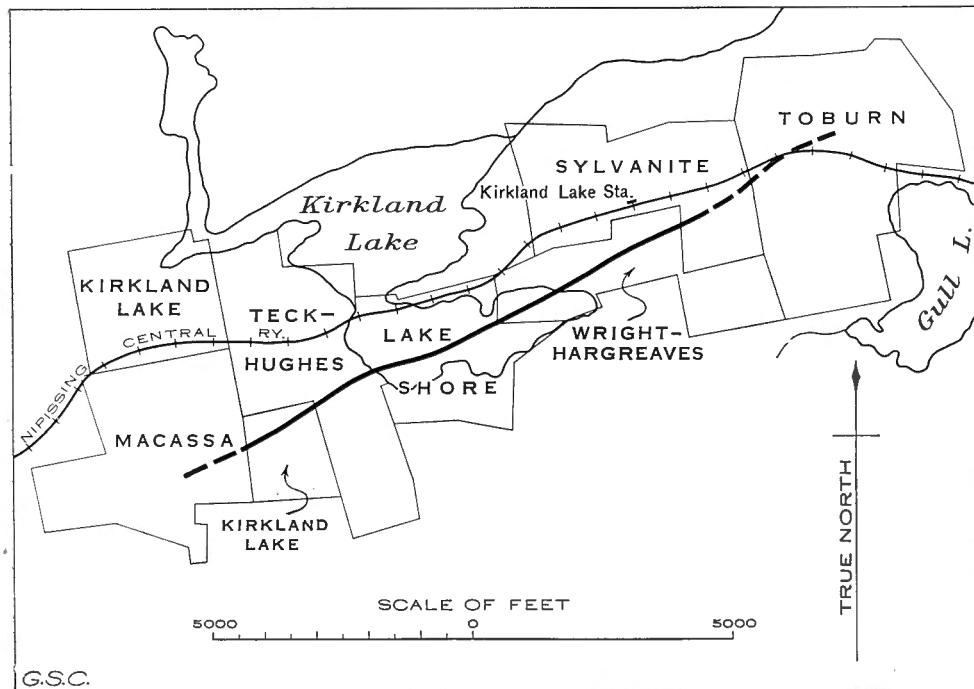 TOBURN
SYLVANITE
Kirkland Lake Sta.
Kirkland
Lake
Gull L.
KIRKLAND
LAKE
TECK-
HUGHES
NIPISSING CENTRAL RY.
LAKE
SHORE
WRIGHT-
HARGREAVES
MACASSA
KIRKLAND
LAKE
TRUE NORTH
SCALE OF FEET
5000 0 5000
G.S.C.